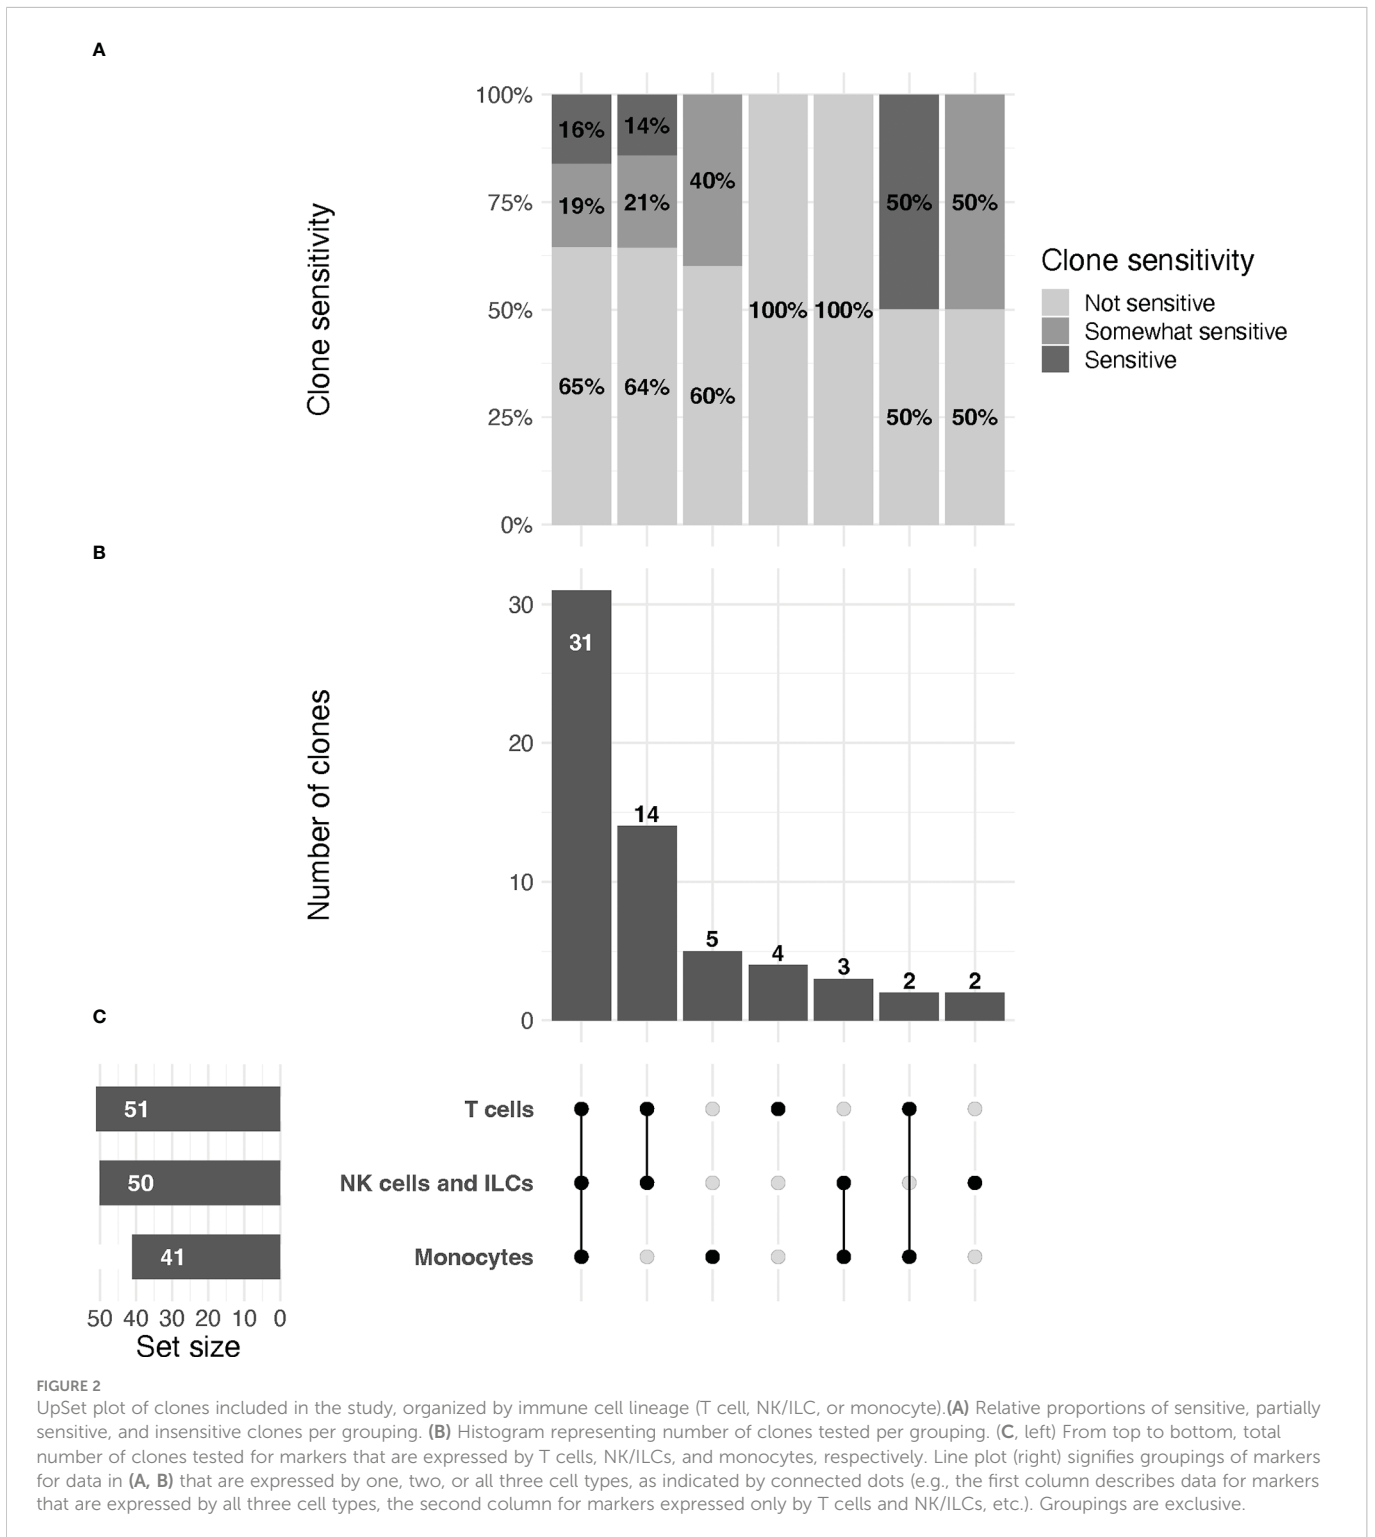 A
100%
16%
14%
40%
19%
21%
75%
50%
50%
50%
100%
100%
65%
64%
60%
25%
50%
50%
0%
Clone sensitivity
Clone sensitivity
Not sensitive
Somewhat sensitive
Sensitive
B
30
31
20
14
10
5
4
3
2
2
0
Number of clones
C
51
T cells
50
NK cells and ILCs
41
Monocytes
50 40 30 20 10 0
Set size
FIGURE 2
UpSet plot of clones included in the study, organized by immune cell lineage (T cell, NK/ILC, or monocyte).(A) Relative proportions of sensitive, partially
sensitive, and insensitive clones per grouping. (B) Histogram representing number of clones tested per grouping. (C, left) From top to bottom, total
number of clones tested for markers that are expressed by T cells, NK/ILCs, and monocytes, respectively. Line plot (right) signifies groupings of markers
for data in (A, B) that are expressed by one, two, or all three cell types, as indicated by connected dots (e.g., the first column describes data for markers
that are expressed by all three cell types, the second column for markers expressed only by T cells and NK/ILCs, etc.). Groupings are exclusive.